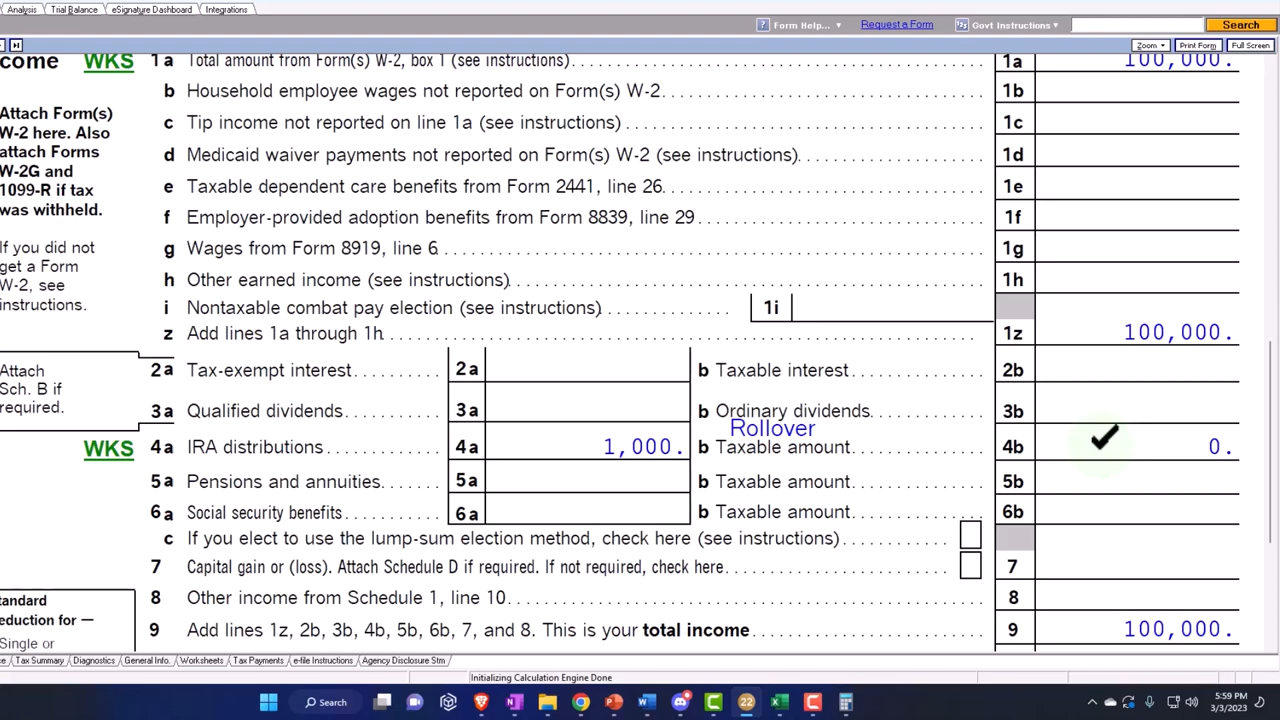 Analysis Trial Balance eSignature Dashboard Integrations
Form Help... Request a Form Govt Instructions Search
Zoom Print Form Full Screen
come WKS 1a Total amount from Form(s) W-2, box 1 (see instructions) 1a 100,000.
b Household employee wages not reported on Form(s) W-2 1b
Attach Form(s)
W-2 here. Also
attach Forms
W-2G and
1099-R if tax
was withheld.
c Tip income not reported on line 1a (see instructions) 1c
d Medicaid waiver payments not reported on Form(s) W-2 (see instructions) 1d
e Taxable dependent care benefits from Form 2441, line 26 1e
f Employer-provided adoption benefits from Form 8839, line 29 1f
If you did not
get a Form
W-2, see
instructions.
g Wages from Form 8919, line 6 1g
h Other earned income (see instructions) 1h
i Nontaxable combat pay election (see instructions) 1i
z Add lines 1a through 1h 1z 100,000.
Attach
Sch. B if
required.
2a Tax-exempt interest 2a b Taxable interest 2b
3a Qualified dividends 3a b Ordinary dividends 3b
Rollover
WKS 4a IRA distributions 4a 1,000. b Taxable amount 4b 0.
5a Pensions and annuities 5a b Taxable amount 5b
6a Social security benefits 6a b Taxable amount 6b
c If you elect to use the lump-sum election method, check here (see instructions)
7 Capital gain or (loss). Attach Schedule D if required. If not required, check here 7
8 Other income from Schedule 1, line 10 8
tandard
eduction for —
Single or
9 Add lines 1z, 2b, 3b, 4b, 5b, 6b, 7, and 8. This is your total income 9 100,000.
ce Tax Summary Diagnostics General Info. Worksheets Tax Payments e-file Instructions Agency Disclosure Stm
Initializing Calculation Engine Done
Search 22 5:59 PM
3/3/2023